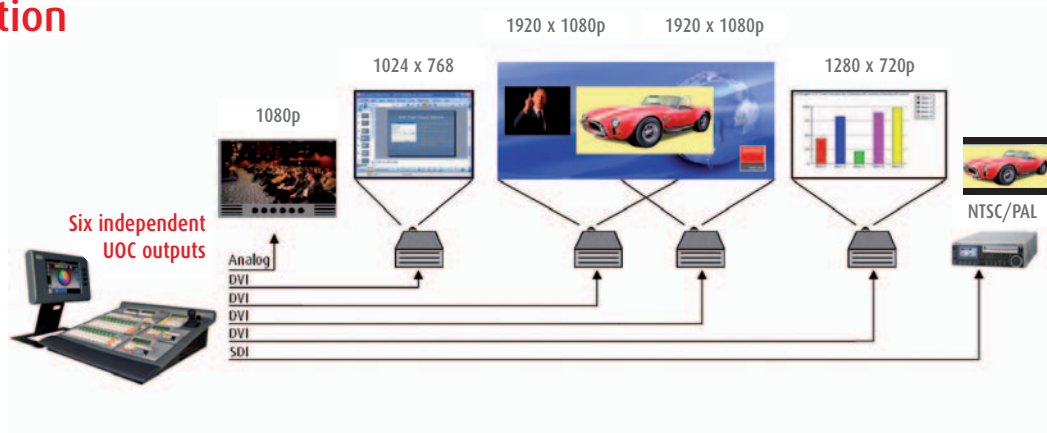 tion
1920 x 1080p
1920 x 1080p
1024 x 768
1280 x 720p
1080p
NTSC/PAL
Six independent
UOC outputs
Analog
DVI
DVI
DVI
DVI
SDI